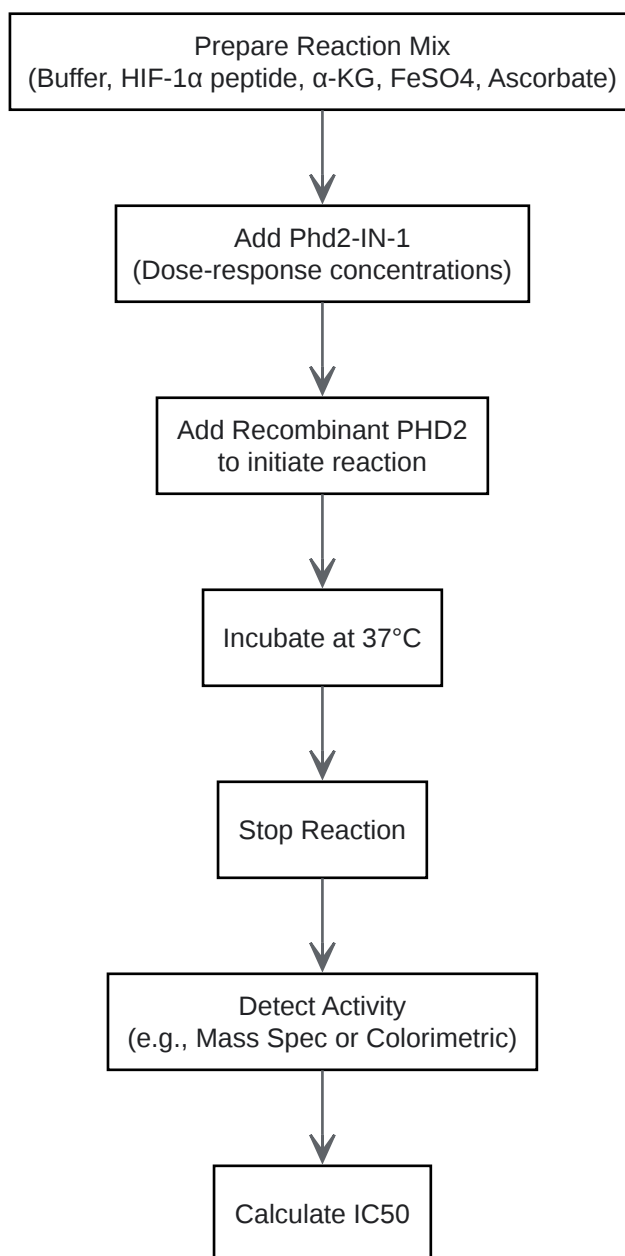 Prepare Reaction Mix
(Buffer, HIF-1α peptide, α-KG, FeSO4, Ascorbate)
Add Phd2-IN-1
(Dose-response concentrations)
Add Recombinant PHD2
to initiate reaction
Incubate at 37°C
Stop Reaction
Detect Activity
(e.g., Mass Spec or Colorimetric)
Calculate IC50